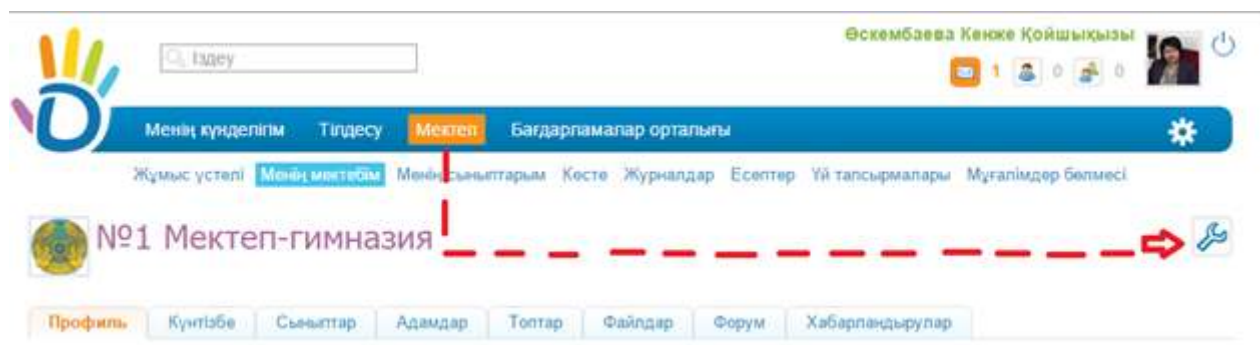 Өскембаева Кенже Қойшықызы
Іздеу
1 0 0
Менің күнделігім Тілдесу Мектеп Бағдарламалар орталығы
Жұмыс үстелі Менің мектебім Менің сыныптарым Кесте Журналдар Есептер Үй тапсырмалары Мұғалімдер бөлмесі
№1 Мектеп-гимназия
Профиль Күнтізбе Сыныптар Адамдар Топтар Файлдар Форум Хабарландырулар